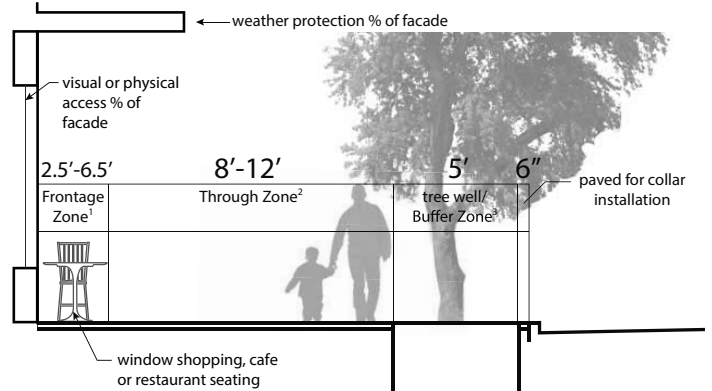 weather protection % of facade
visual or physical
access % of
facade
2.5'-6.5'
8'-12'
5'
6”
Frontage
Zone¹
Through Zone²
tree well/
Buffer Zone³
paved for collar
installation
window shopping, cafe
or restaurant seating